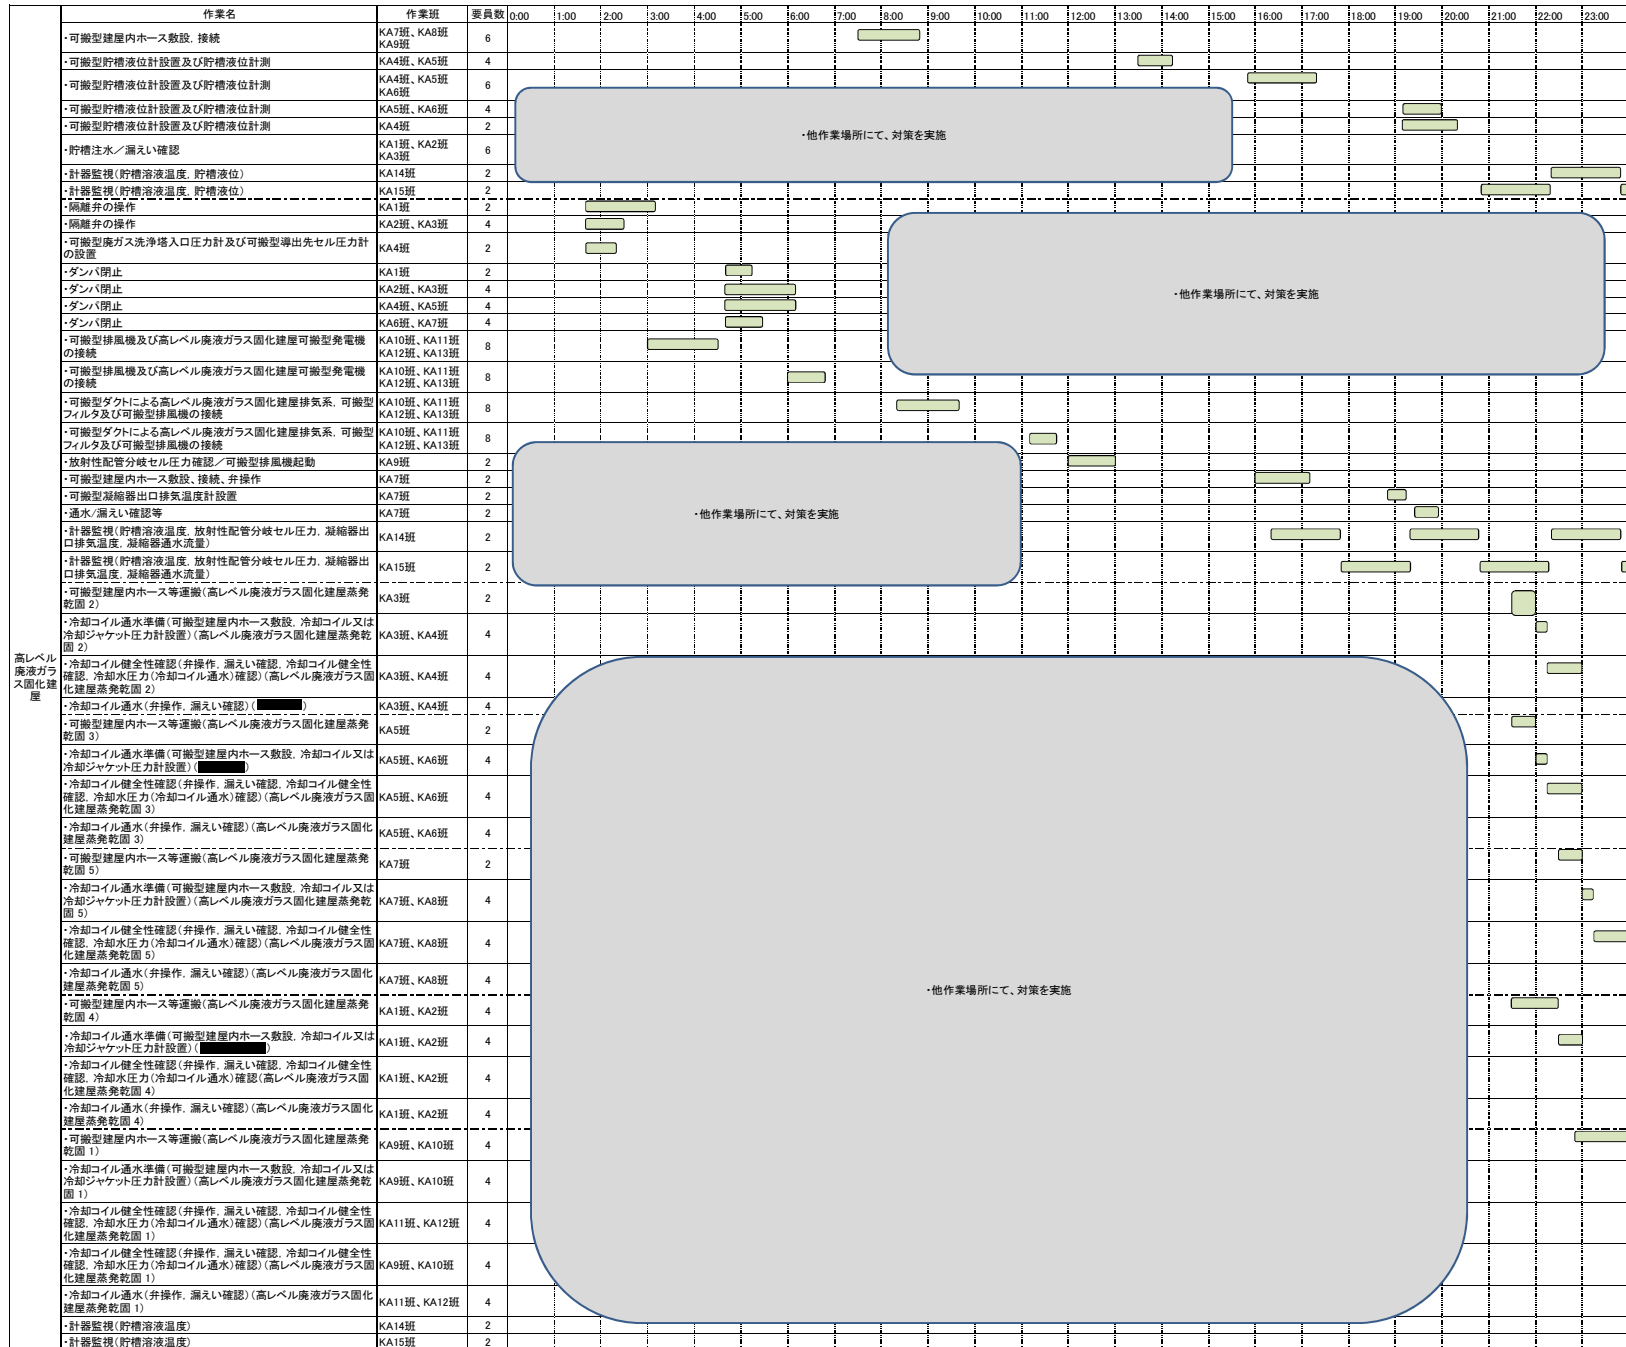 作業名 作業班 要員数 0:00 1:00 2:00 3:00 4:00 5:00 6:00 7:00 8:00 9:00 10:00 11:00 12:00 13:00 14:00 15:00 16:00 17:00 18:00 19:00 20:00 21:00 22:00 23:00
高レベル
廃液ガラ
ス固化建
屋
・可搬型建屋内ホース敷設，接続 KA7班、KA8班 6
KA9班
・可搬型貯槽液位計設置及び貯槽液位計測 KA4班、KA5班 4
・可搬型貯槽液位計設置及び貯槽液位計測 KA4班、KA5班 6
KA6班
・可搬型貯槽液位計設置及び貯槽液位計測 KA5班、KA6班 4
・可搬型貯槽液位計設置及び貯槽液位計測 KA4班 2
・他作業場所にて、対策を実施
・貯槽注水／漏えい確認 KA1班、KA2班 6
KA3班
・計器監視(貯槽溶液温度，貯槽液位) KA14班 2
・計器監視(貯槽溶液温度，貯槽液位) KA15班 2
・隔離弁の操作 KA1班 2
・隔離弁の操作 KA2班、KA3班 4
・可搬型廃ガス洗浄塔入口圧力計及び可搬型導出先セル圧力計
の設置 KA4班 2
・ダンパ閉止 KA1班 2
・ダンパ閉止 KA2班、KA3班 4
・他作業場所にて、対策を実施
・ダンパ閉止 KA4班、KA5班 4
・ダンパ閉止 KA6班、KA7班 4
・可搬型排風機及び高レベル廃液ガラス固化建屋可搬型発電機 KA10班、KA11班 8
の接続 KA12班、KA13班
・可搬型排風機及び高レベル廃液ガラス固化建屋可搬型発電機 KA10班、KA11班 8
の接続 KA12班、KA13班
・可搬型ダクトによる高レベル廃液ガラス固化建屋排気系，可搬型 KA10班、KA11班 8
フィルタ及び可搬型排風機の接続 KA12班、KA13班
・可搬型ダクトによる高レベル廃液ガラス固化建屋排気系，可搬型 KA10班、KA11班 8
フィルタ及び可搬型排風機の接続 KA12班、KA13班
・放射性配管分岐セル圧力確認／可搬型排風機起動 KA9班 2
・可搬型建屋内ホース敷設、接続、弁操作 KA7班 2
・可搬型凝縮器出口排気温度計設置 KA7班 2
・通水/漏えい確認等 KA7班 2
・他作業場所にて、対策を実施
・計器監視(貯槽溶液温度，放射性配管分岐セル圧力，凝縮器出
口排気温度，凝縮器通水流量) KA14班 2
・計器監視(貯槽溶液温度，放射性配管分岐セル圧力，凝縮器出
口排気温度，凝縮器通水流量) KA15班 2
・可搬型建屋内ホース等運搬(高レベル廃液ガラス固化建屋蒸発
乾固 2) KA3班 2
・冷却コイル通水準備(可搬型建屋内ホース敷設，冷却コイル又は
冷却ジャケット圧力計設置)(高レベル廃液ガラス固化建屋蒸発乾 KA3班、KA4班 4
固 2)
・冷却コイル健全性確認(弁操作，漏えい確認，冷却コイル健全性
確認，冷却水圧力(冷却コイル通水)確認)(高レベル廃液ガラス固 KA3班、KA4班 4
化建屋蒸発乾固 2)
・冷却コイル通水(弁操作，漏えい確認)( ) KA3班、KA4班 4
・可搬型建屋内ホース等運搬(高レベル廃液ガラス固化建屋蒸発
乾固 3) KA5班 2
・冷却コイル通水準備(可搬型建屋内ホース敷設，冷却コイル又は
冷却ジャケット圧力計設置)( ) KA5班、KA6班 4
・冷却コイル健全性確認(弁操作，漏えい確認，冷却コイル健全性
確認，冷却水圧力(冷却コイル通水)確認)(高レベル廃液ガラス固 KA5班、KA6班 4
化建屋蒸発乾固 3)
・冷却コイル通水(弁操作，漏えい確認)(高レベル廃液ガラス固化
建屋蒸発乾固 3) KA5班、KA6班 4
・可搬型建屋内ホース等運搬(高レベル廃液ガラス固化建屋蒸発
乾固 5) KA7班 2
・冷却コイル通水準備(可搬型建屋内ホース敷設，冷却コイル又は
冷却ジャケット圧力計設置)(高レベル廃液ガラス固化建屋蒸発乾 KA7班、KA8班 4
固 5)
・冷却コイル健全性確認(弁操作，漏えい確認，冷却コイル健全性
確認，冷却水圧力(冷却コイル通水)確認)(高レベル廃液ガラス固 KA7班、KA8班 4
化建屋蒸発乾固 5)
・冷却コイル通水(弁操作，漏えい確認)(高レベル廃液ガラス固化
建屋蒸発乾固 5) KA7班、KA8班 4
・他作業場所にて、対策を実施
・可搬型建屋内ホース等運搬(高レベル廃液ガラス固化建屋蒸発
乾固 4) KA1班、KA2班 4
・冷却コイル通水準備(可搬型建屋内ホース敷設，冷却コイル又は
冷却ジャケット圧力計設置)( ) KA1班、KA2班 4
・冷却コイル健全性確認(弁操作，漏えい確認，冷却コイル健全性
確認，冷却水圧力(冷却コイル通水)確認(高レベル廃液ガラス固 KA1班、KA2班 4
化建屋蒸発乾固 4)
・冷却コイル通水(弁操作，漏えい確認)(高レベル廃液ガラス固化
建屋蒸発乾固 4) KA1班、KA2班 4
・可搬型建屋内ホース等運搬(高レベル廃液ガラス固化建屋蒸発
乾固 1) KA9班、KA10班 4
・冷却コイル通水準備(可搬型建屋内ホース敷設，冷却コイル又は
冷却ジャケット圧力計設置)(高レベル廃液ガラス固化建屋蒸発乾 KA9班、KA10班 4
固 1)
・冷却コイル健全性確認(弁操作，漏えい確認，冷却コイル健全性
確認，冷却水圧力(冷却コイル通水)確認)(高レベル廃液ガラス固 KA11班、KA12班 4
化建屋蒸発乾固 1)
・冷却コイル健全性確認(弁操作，漏えい確認，冷却コイル健全性
確認，冷却水圧力(冷却コイル通水)確認)(高レベル廃液ガラス固 KA9班、KA10班 4
化建屋蒸発乾固 1)
・冷却コイル通水(弁操作，漏えい確認)(高レベル廃液ガラス固化
建屋蒸発乾固 1) KA11班、KA12班 4
・計器監視(貯槽溶液温度) KA14班 2
・計器監視(貯槽溶液温度) KA15班 2